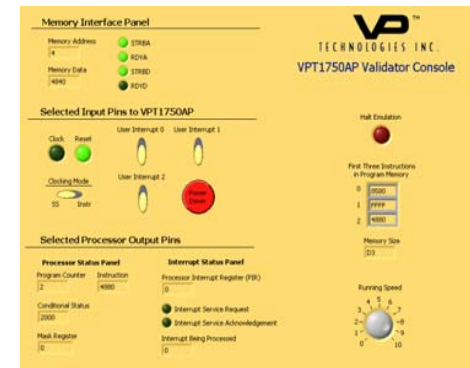 Memory Interface Panel
Memory Address
4
STRBA
RDYA
Memory Data
4840
STRBD
RDYD
Selected Input Pins to VPT1750AP
Clock
Reset
User Interrupt 0
User Interrupt 1
Clocking Mode
SS
Instr
User Interrupt 2
Power
Down
Selected Processor Output Pins
Processor Status Panel
Program Counter
Instruction
2
4880
Conditional Status
2000
Mask Register
0
Interrupt Status Panel
Processor Interrupt Register (PIR)
0
Interrupt Service Request
Interrupt Service Acknowledgement
Interrupt Being Processed
0
VP™
TECHNOLOGIES INC.
VPT1750AP Validator Console
Halt Emulation
First Three Instructions
in Program Memory
0 8500
1 FFFF
2 4880
Memory Size
D3
Running Speed
0 1 2 3 4 5 6 7 8 9 10